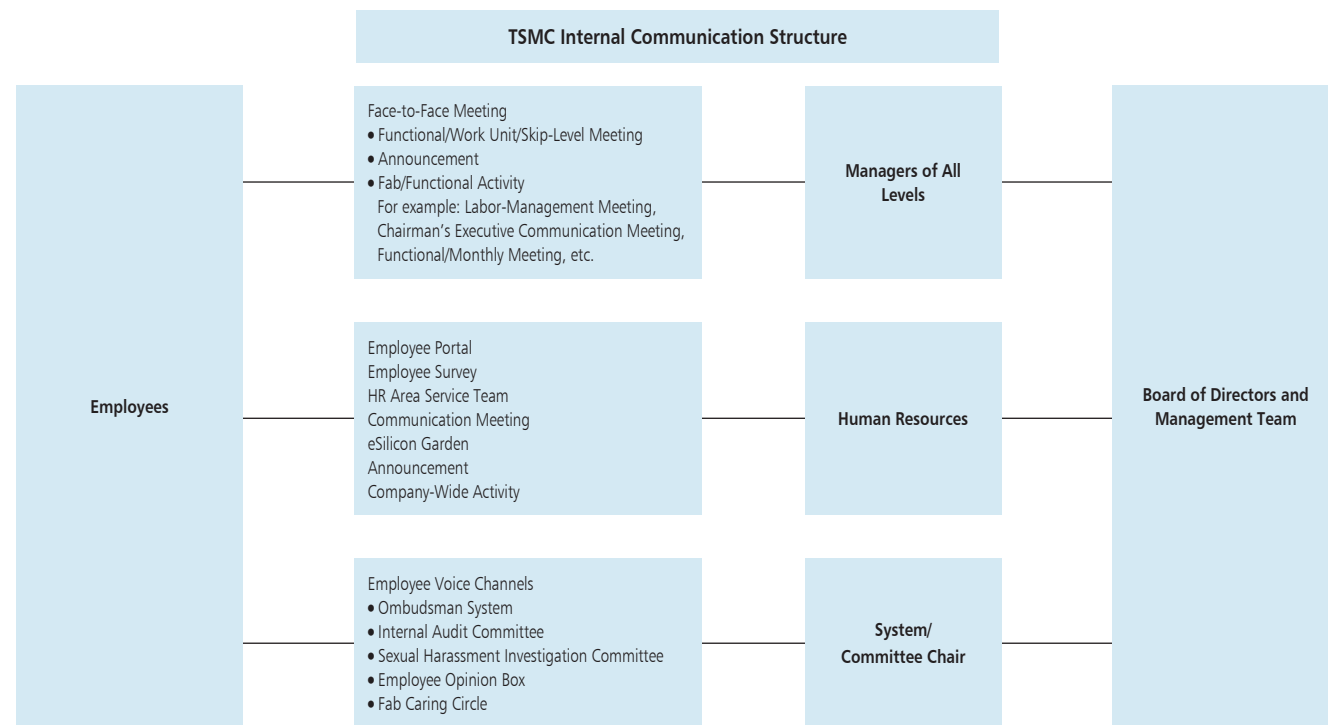 TSMC Internal Communication Structure
Employees
Face-to-Face Meeting
• Functional/Work Unit/Skip-Level Meeting
• Announcement
• Fab/Functional Activity
For example: Labor-Management Meeting,
Chairman's Executive Communication Meeting,
Functional/Monthly Meeting, etc.
Managers of All
Levels
Employee Portal
Employee Survey
HR Area Service Team
Communication Meeting
eSilicon Garden
Announcement
Company-Wide Activity
Human Resources
Employee Voice Channels
• Ombudsman System
• Internal Audit Committee
• Sexual Harassment Investigation Committee
• Employee Opinion Box
• Fab Caring Circle
System/
Committee Chair
Board of Directors and
Management Team